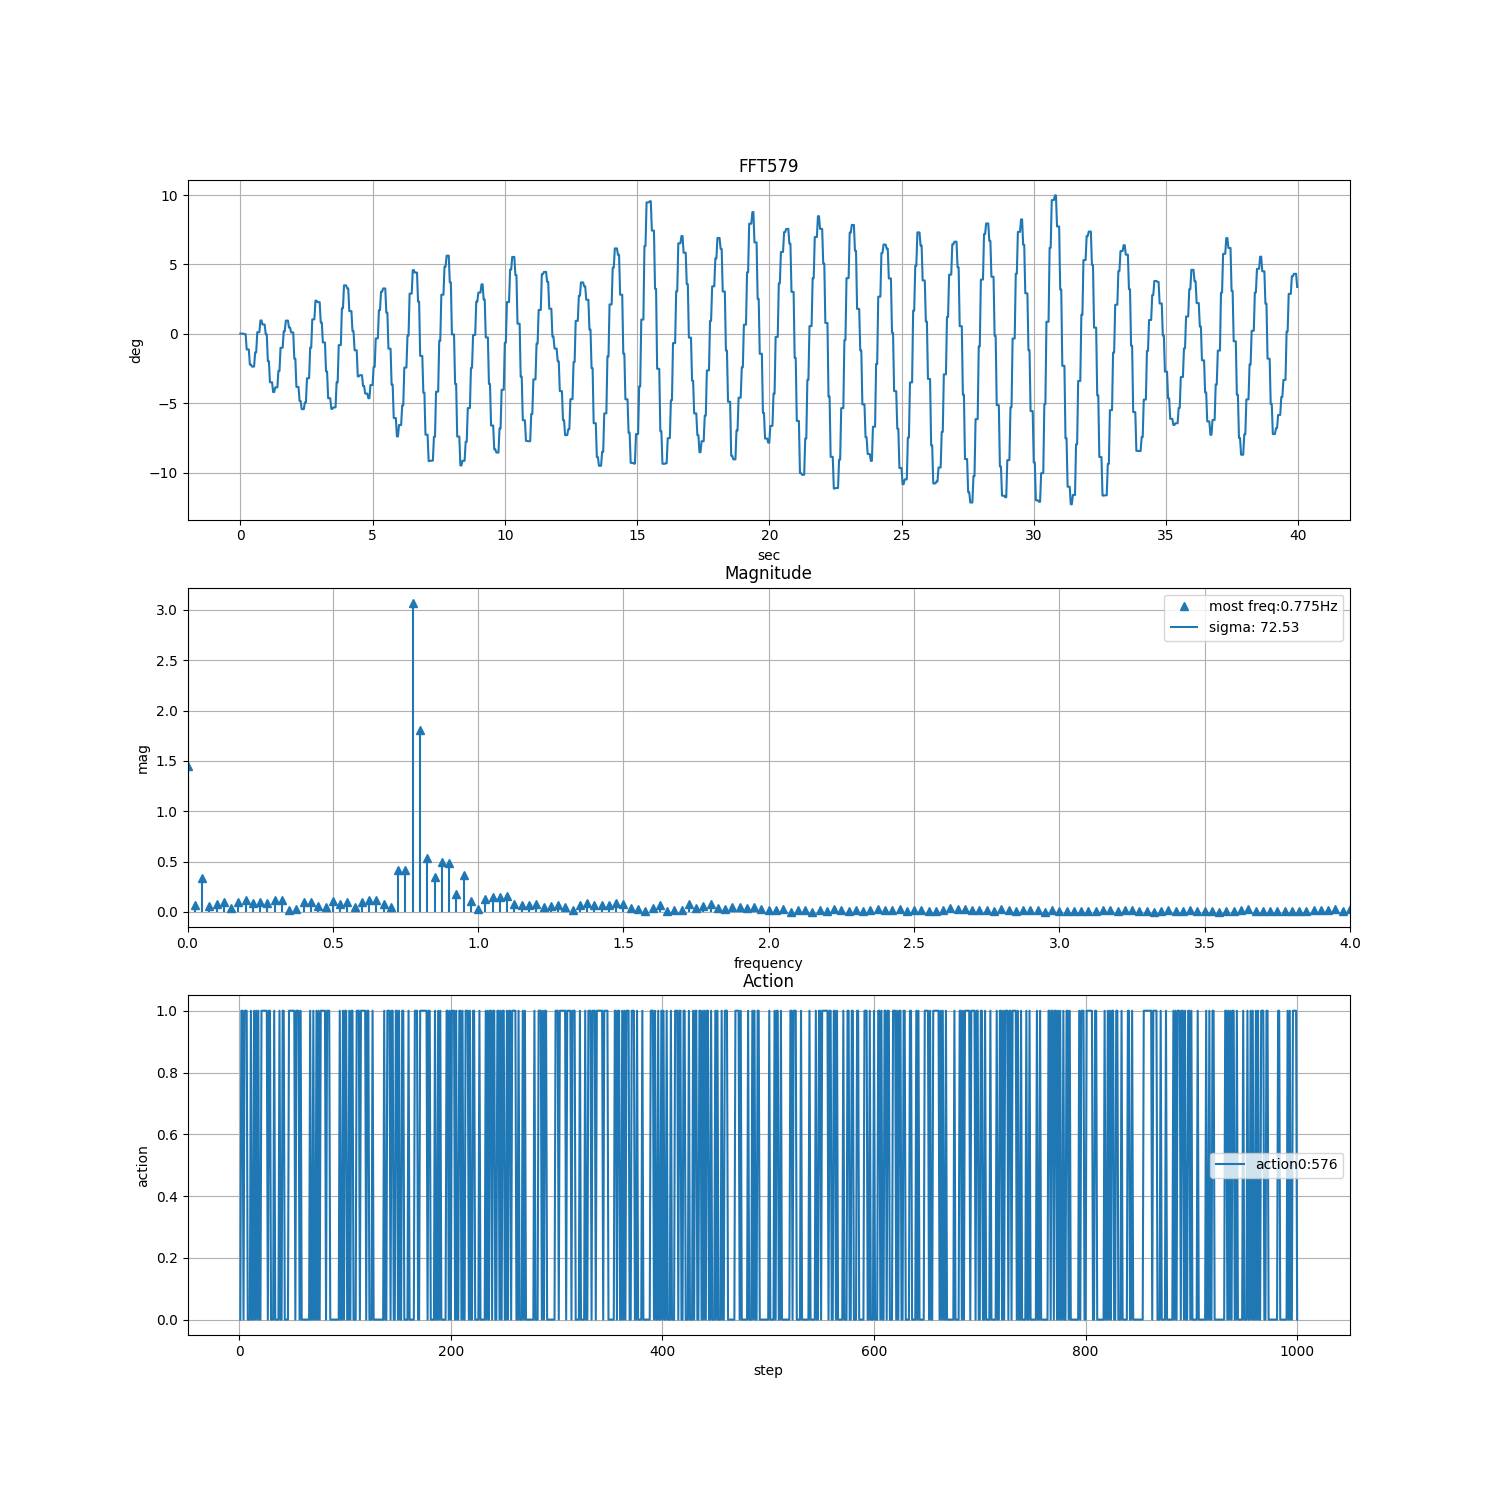 FFT579
10
5
0
−5
−10
deg
0 5 10 15 20 25 30 35 40
sec
Magnitude
3.0
2.5
2.0
1.5
1.0
0.5
0.0
mag
most freq:0.775Hz
sigma: 72.53
0.0 0.5 1.0 1.5 2.0 2.5 3.0 3.5 4.0
frequency
Action
1.0
0.8
0.6
0.4
0.2
0.0
action
action0:576
0 200 400 600 800 1000
step